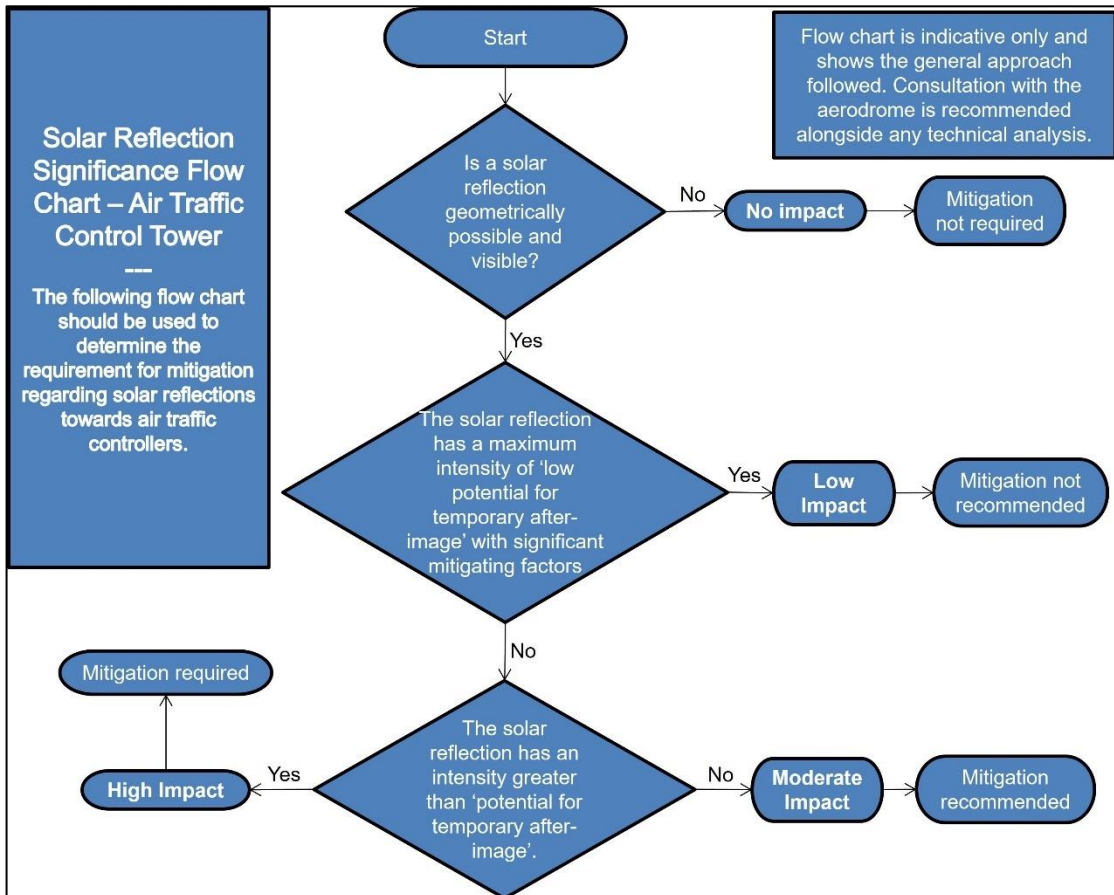 Solar Reflection
Significance Flow
Chart – Air Traffic
Control Tower
---
The following flow chart
should be used to
determine the
requirement for mitigation
regarding solar reflections
towards air traffic
controllers.
Start
Flow chart is indicative only and
shows the general approach
followed. Consultation with the
aerodrome is recommended
alongside any technical analysis.
Is a solar
reflection
geometrically
possible and
visible?
No
No impact
Mitigation
not required
Yes
The solar reflection
has a maximum
intensity of ‘low
potential for
temporary after-
image’ with significant
mitigating factors
Yes
Low
Impact
Mitigation not
recommended
No
The solar
reflection has an
intensity greater
than ‘potential for
temporary after-
image’.
Yes
High Impact
Mitigation required
No
Moderate
Impact
Mitigation
recommended